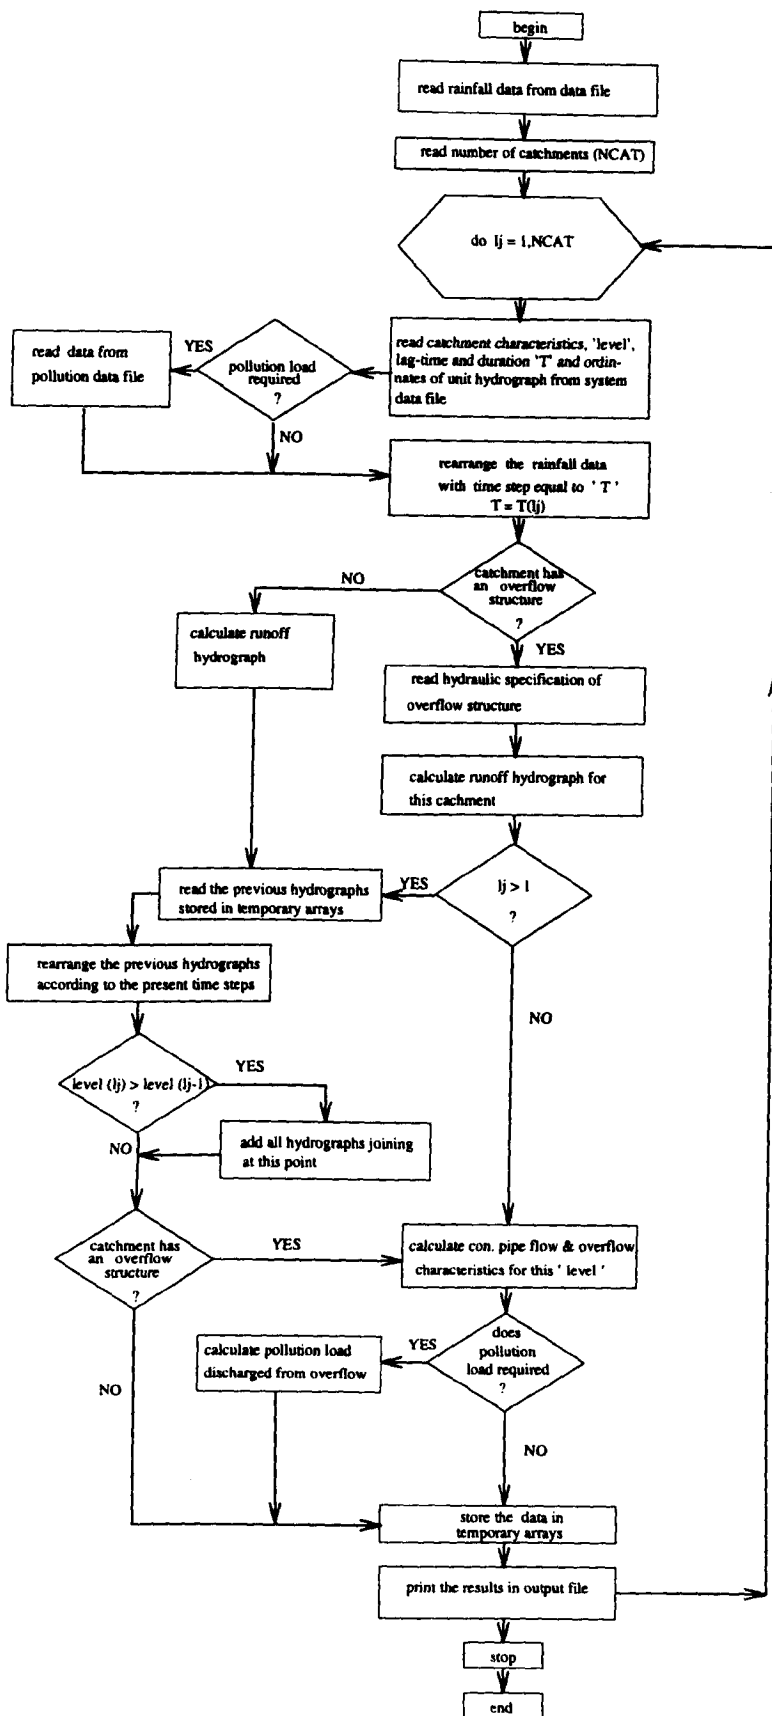 begin
read rainfall data from data file
read number of catchments (NCAT)
do lj = 1,NCAT
read catchment characteristics, 'level',
lag-time and duration 'T' and ordin-
nates of unit hydrograph from system
data file
pollution load
required
?
YES
read data from
pollution data file
NO
rearrange the rainfall data
with time step equal to ' T '
T = T(lj)
catchment has
an overflow
structure
?
NO
calculate runoff
hydrograph
YES
read hydraulic specification of
overflow structure
calculate runoff hydrograph for
this cachment
lj > 1
?
YES
read the previous hydrographs
stored in temporary arrays
rearrange the previous hydrographs
according to the present time steps
NO
level (lj) > level (lj-1)
?
YES
add all hydrographs joining
at this point
NO
catchment has
an overflow
structure
?
YES
calculate con. pipe flow & overflow
characteristics for this ' level '
does
pollution
load required
?
YES
calculate pollution load
discharged from overflow
NO
NO
store the data in
temporary arrays
print the results in output file
stop
end